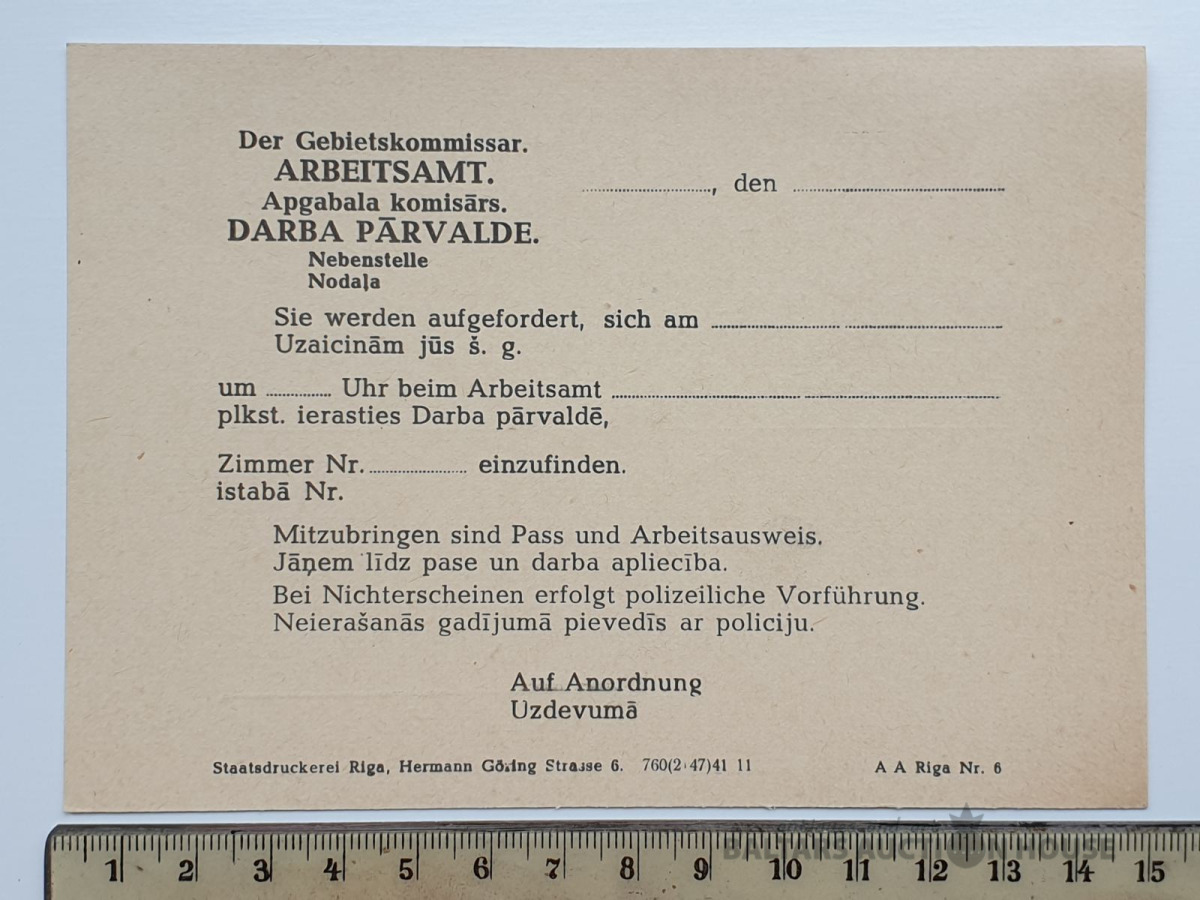 Der Gebietskommissar.
ARBEITSAMT.
Apgabala komisārs.
DARBA PĀRVALDE.
Nebenstelle
Nodaļa
, den
Sie werden aufgefordert, sich am
Uzaicinām jūs š. g.
um Uhr beim Arbeitsamt
plkst. ierasties Darba pārvaldē,
Zimmer Nr. einzufinden.
istabā Nr.
Mitzubringen sind Pass und Arbeitsausweis.
Jāņem līdz pase un darba apliecība.
Bei Nichterscheinen erfolgt polizeiliche Vorführung.
Neierašanās gadījumā pievedīs ar policiju.
Auf Anordnung
Uzdevumā
Staatsdruckerei Riga, Hermann Göring Strasse 6. 760(2 47)41 11
A A Riga Nr. 6
BALTARS AUCTION HOUSE
1 2 3 4 5 6 7 8 9 10 11 12 13 14 15